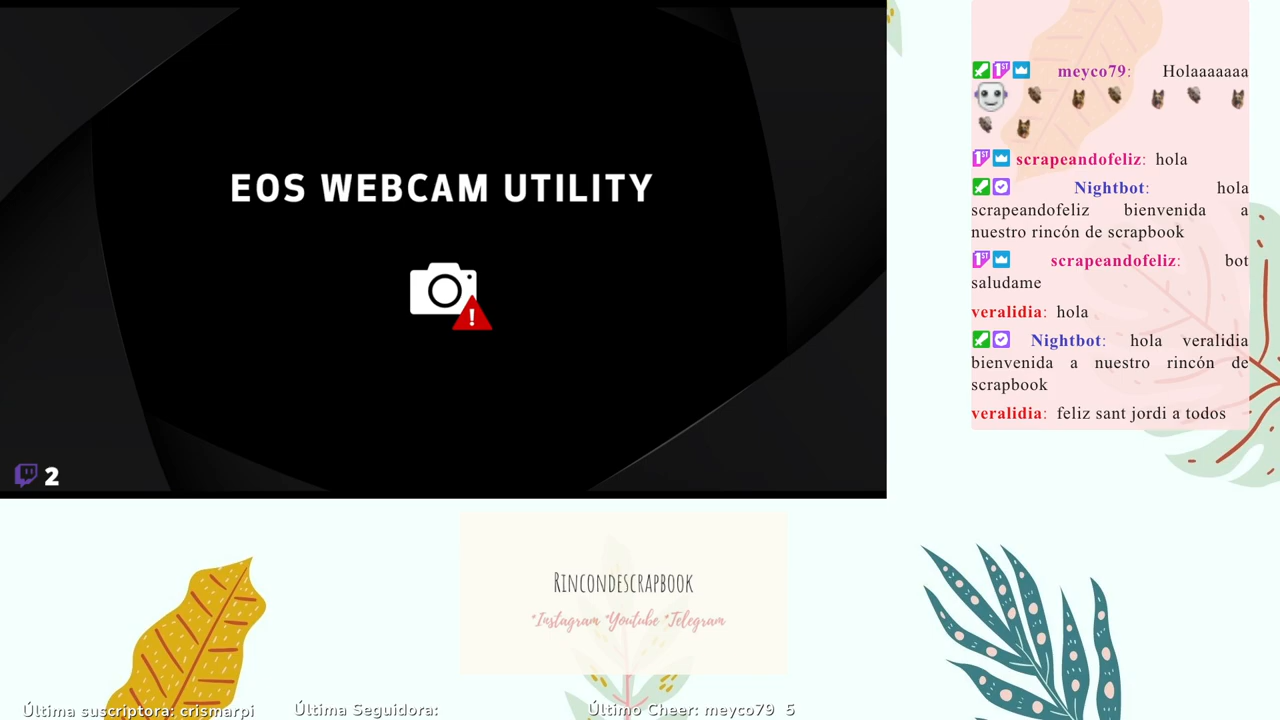 EOS WEBCAM UTILITY
2
meyco79: Holaaaaaaa
scrapeandofeliz: hola
Nightbot: hola
scrapeandofeliz bienvenida a
nuestro rincón de scrapbook
scrapeandofeliz: bot
saludame
veralidia: hola
Nightbot: hola veralidia
bienvenida a nuestro rincón de
scrapbook
veralidia: feliz sant jordi a todos
Rincondescrapbook
*Instagram *Youtube *Telegram
Última suscriptora: crismarpi
Última Seguidora:
Último Cheer: meyco79 5